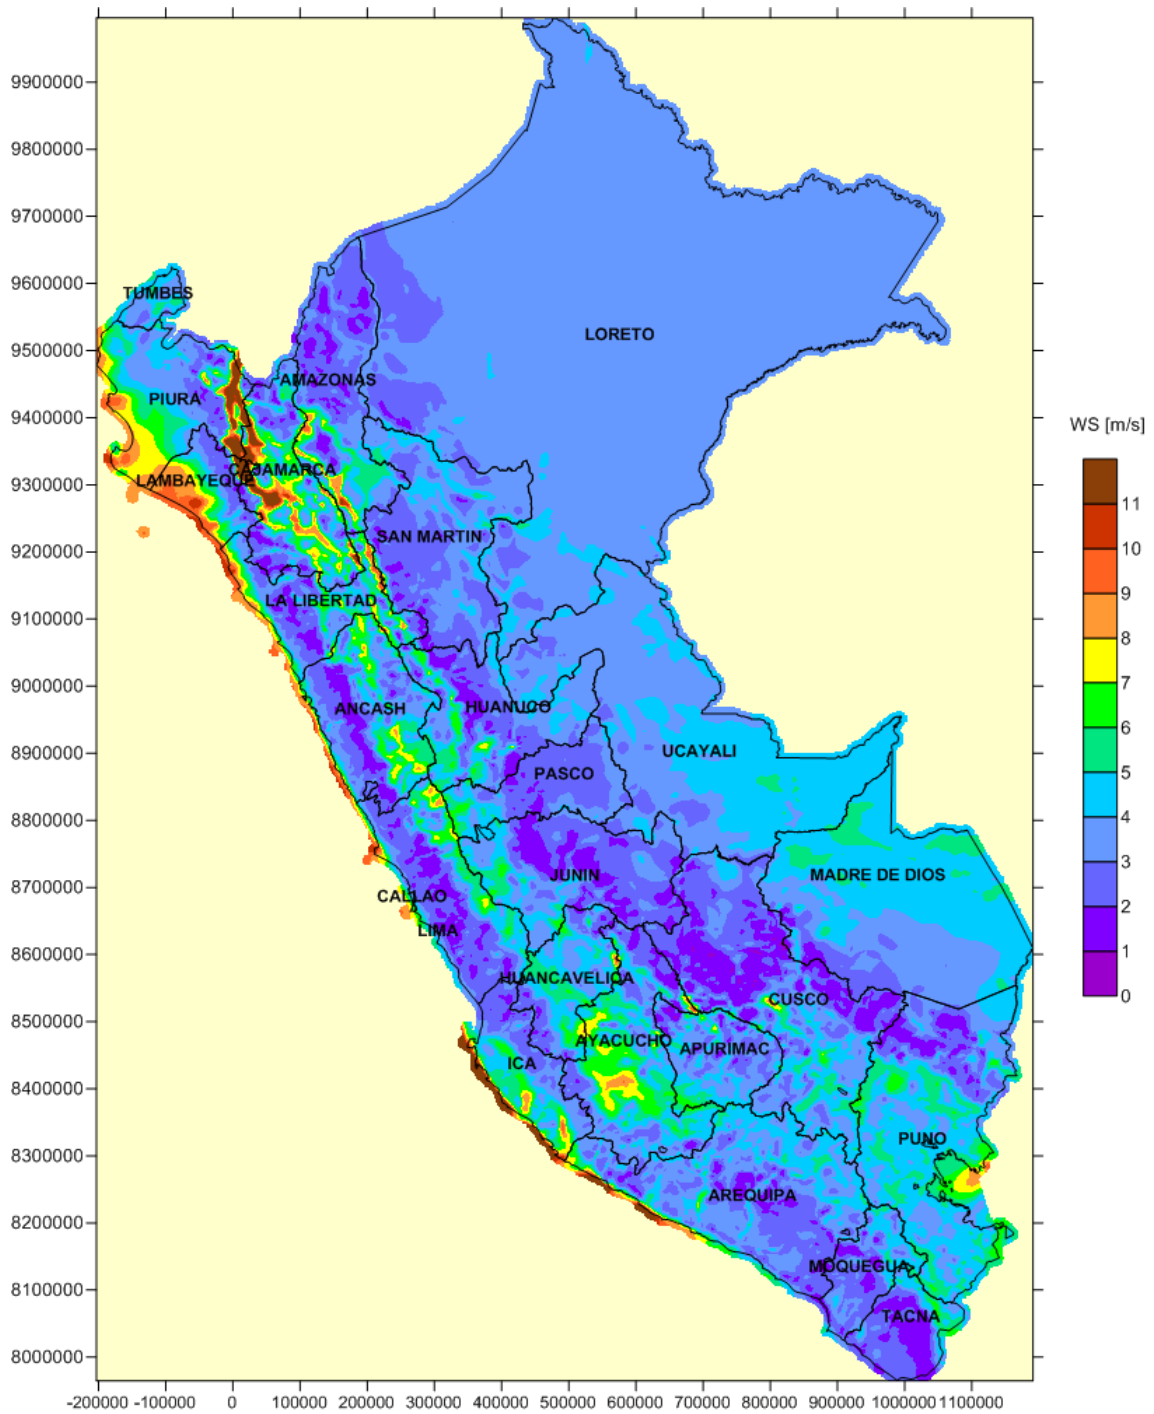 9900000
9800000
9700000
9600000
9500000
9400000
9300000
9200000
9100000
9000000
8900000
8800000
8700000
8600000
8500000
8400000
8300000
8200000
8100000
8000000
TUMBES
LORETO
AMAZONAS
PIURA
CAJAMARCA
LAMBAYEQUE
SAN MARTIN
LA LIBERTAD
ANCASH
HUANUCO
UCAYALI
PASCO
JUNIN
MADRE DE DIOS
CALLAO
LIMA
HUANCAVELICA
CUSCO
AYACUCHO
APURIMAC
ICA
PUNO
AREQUIPA
MOQUEGUA
TACNA
WS [m/s]
11
10
9
8
7
6
5
4
3
2
1
0
-200000 -100000 0 100000 200000 300000 400000 500000 600000 700000 800000 900000 1000000 1100000